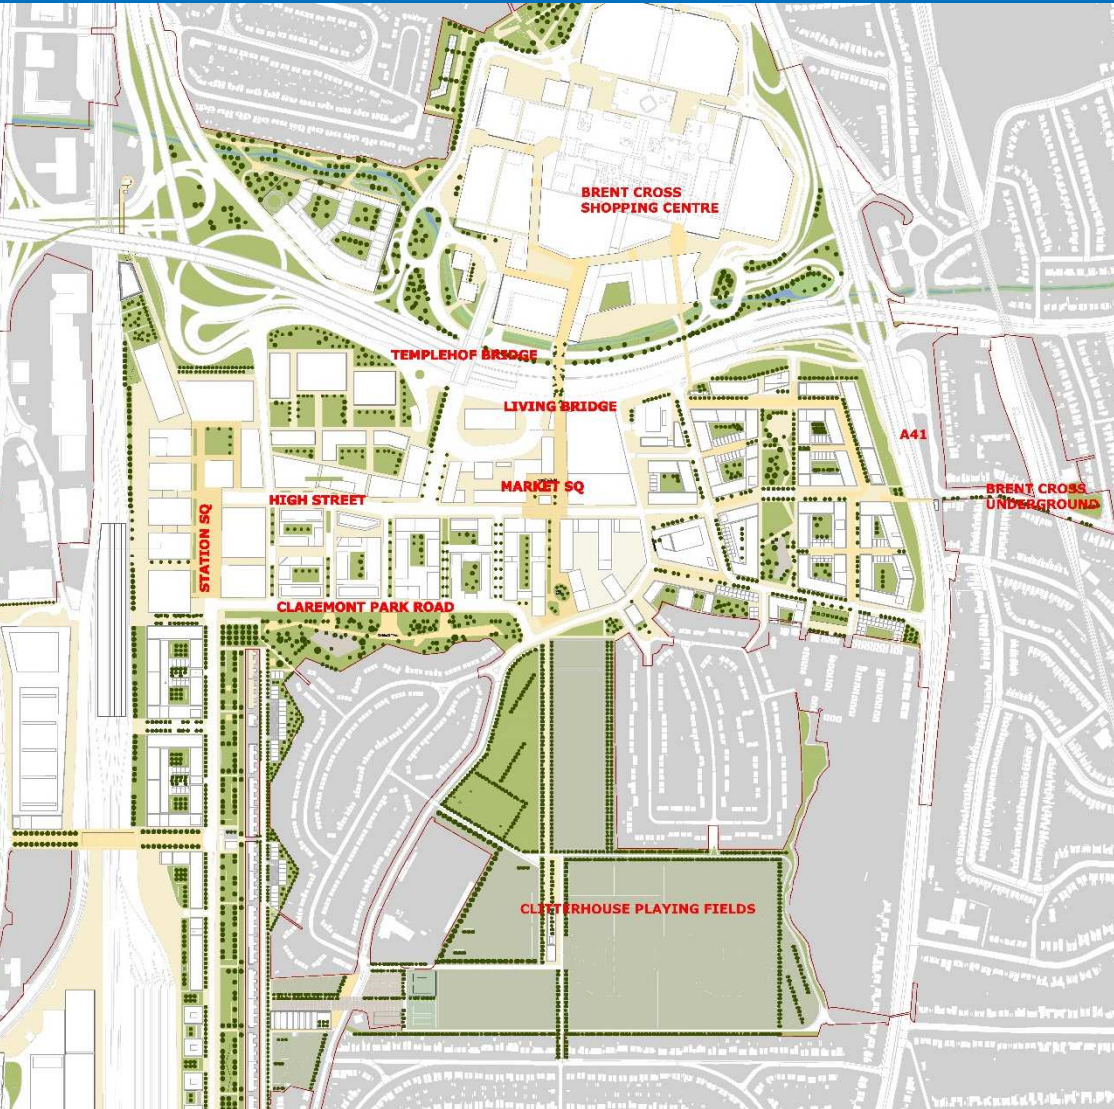 BRENT CROSS
SHOPPING CENTRE
TEMPLEHOF BRIDGE
LIVING BRIDGE
A41
MARKET SQ
BRENT CROSS
UNDERGROUND
HIGH STREET
STATION SQ
CLAREMONT PARK ROAD
CLITTERHOUSE PLAYING FIELDS